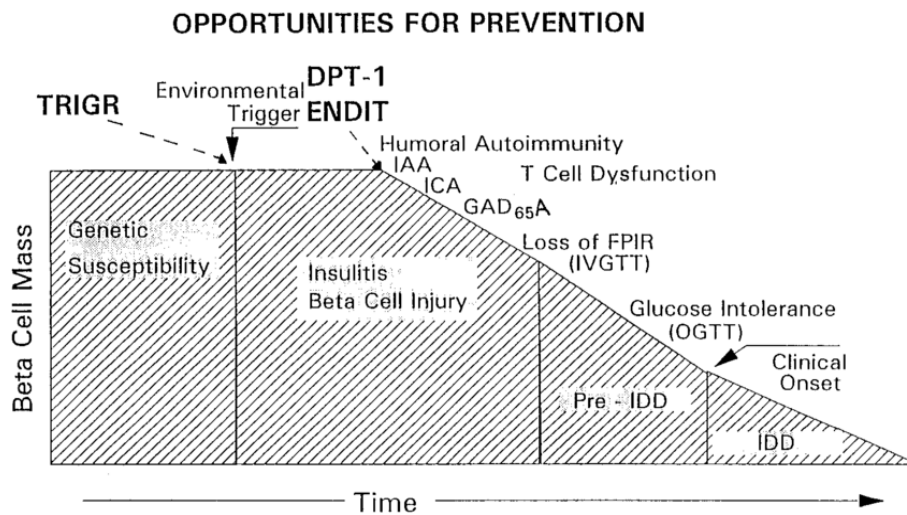 OPPORTUNITIES FOR PREVENTION
TRIGR
Environmental
Trigger
DPT-1
ENDIT
Humoral Autoimmunity
IAA
ICA
GAD65A
T Cell Dysfunction
Loss of FPIR
(IVGTT)
Glucose Intolerance
(OGTT)
Clinical
Onset
Genetic
Susceptibility
Insulitis
Beta Cell Injury
Pre - IDD
IDD
Beta Cell Mass
Time